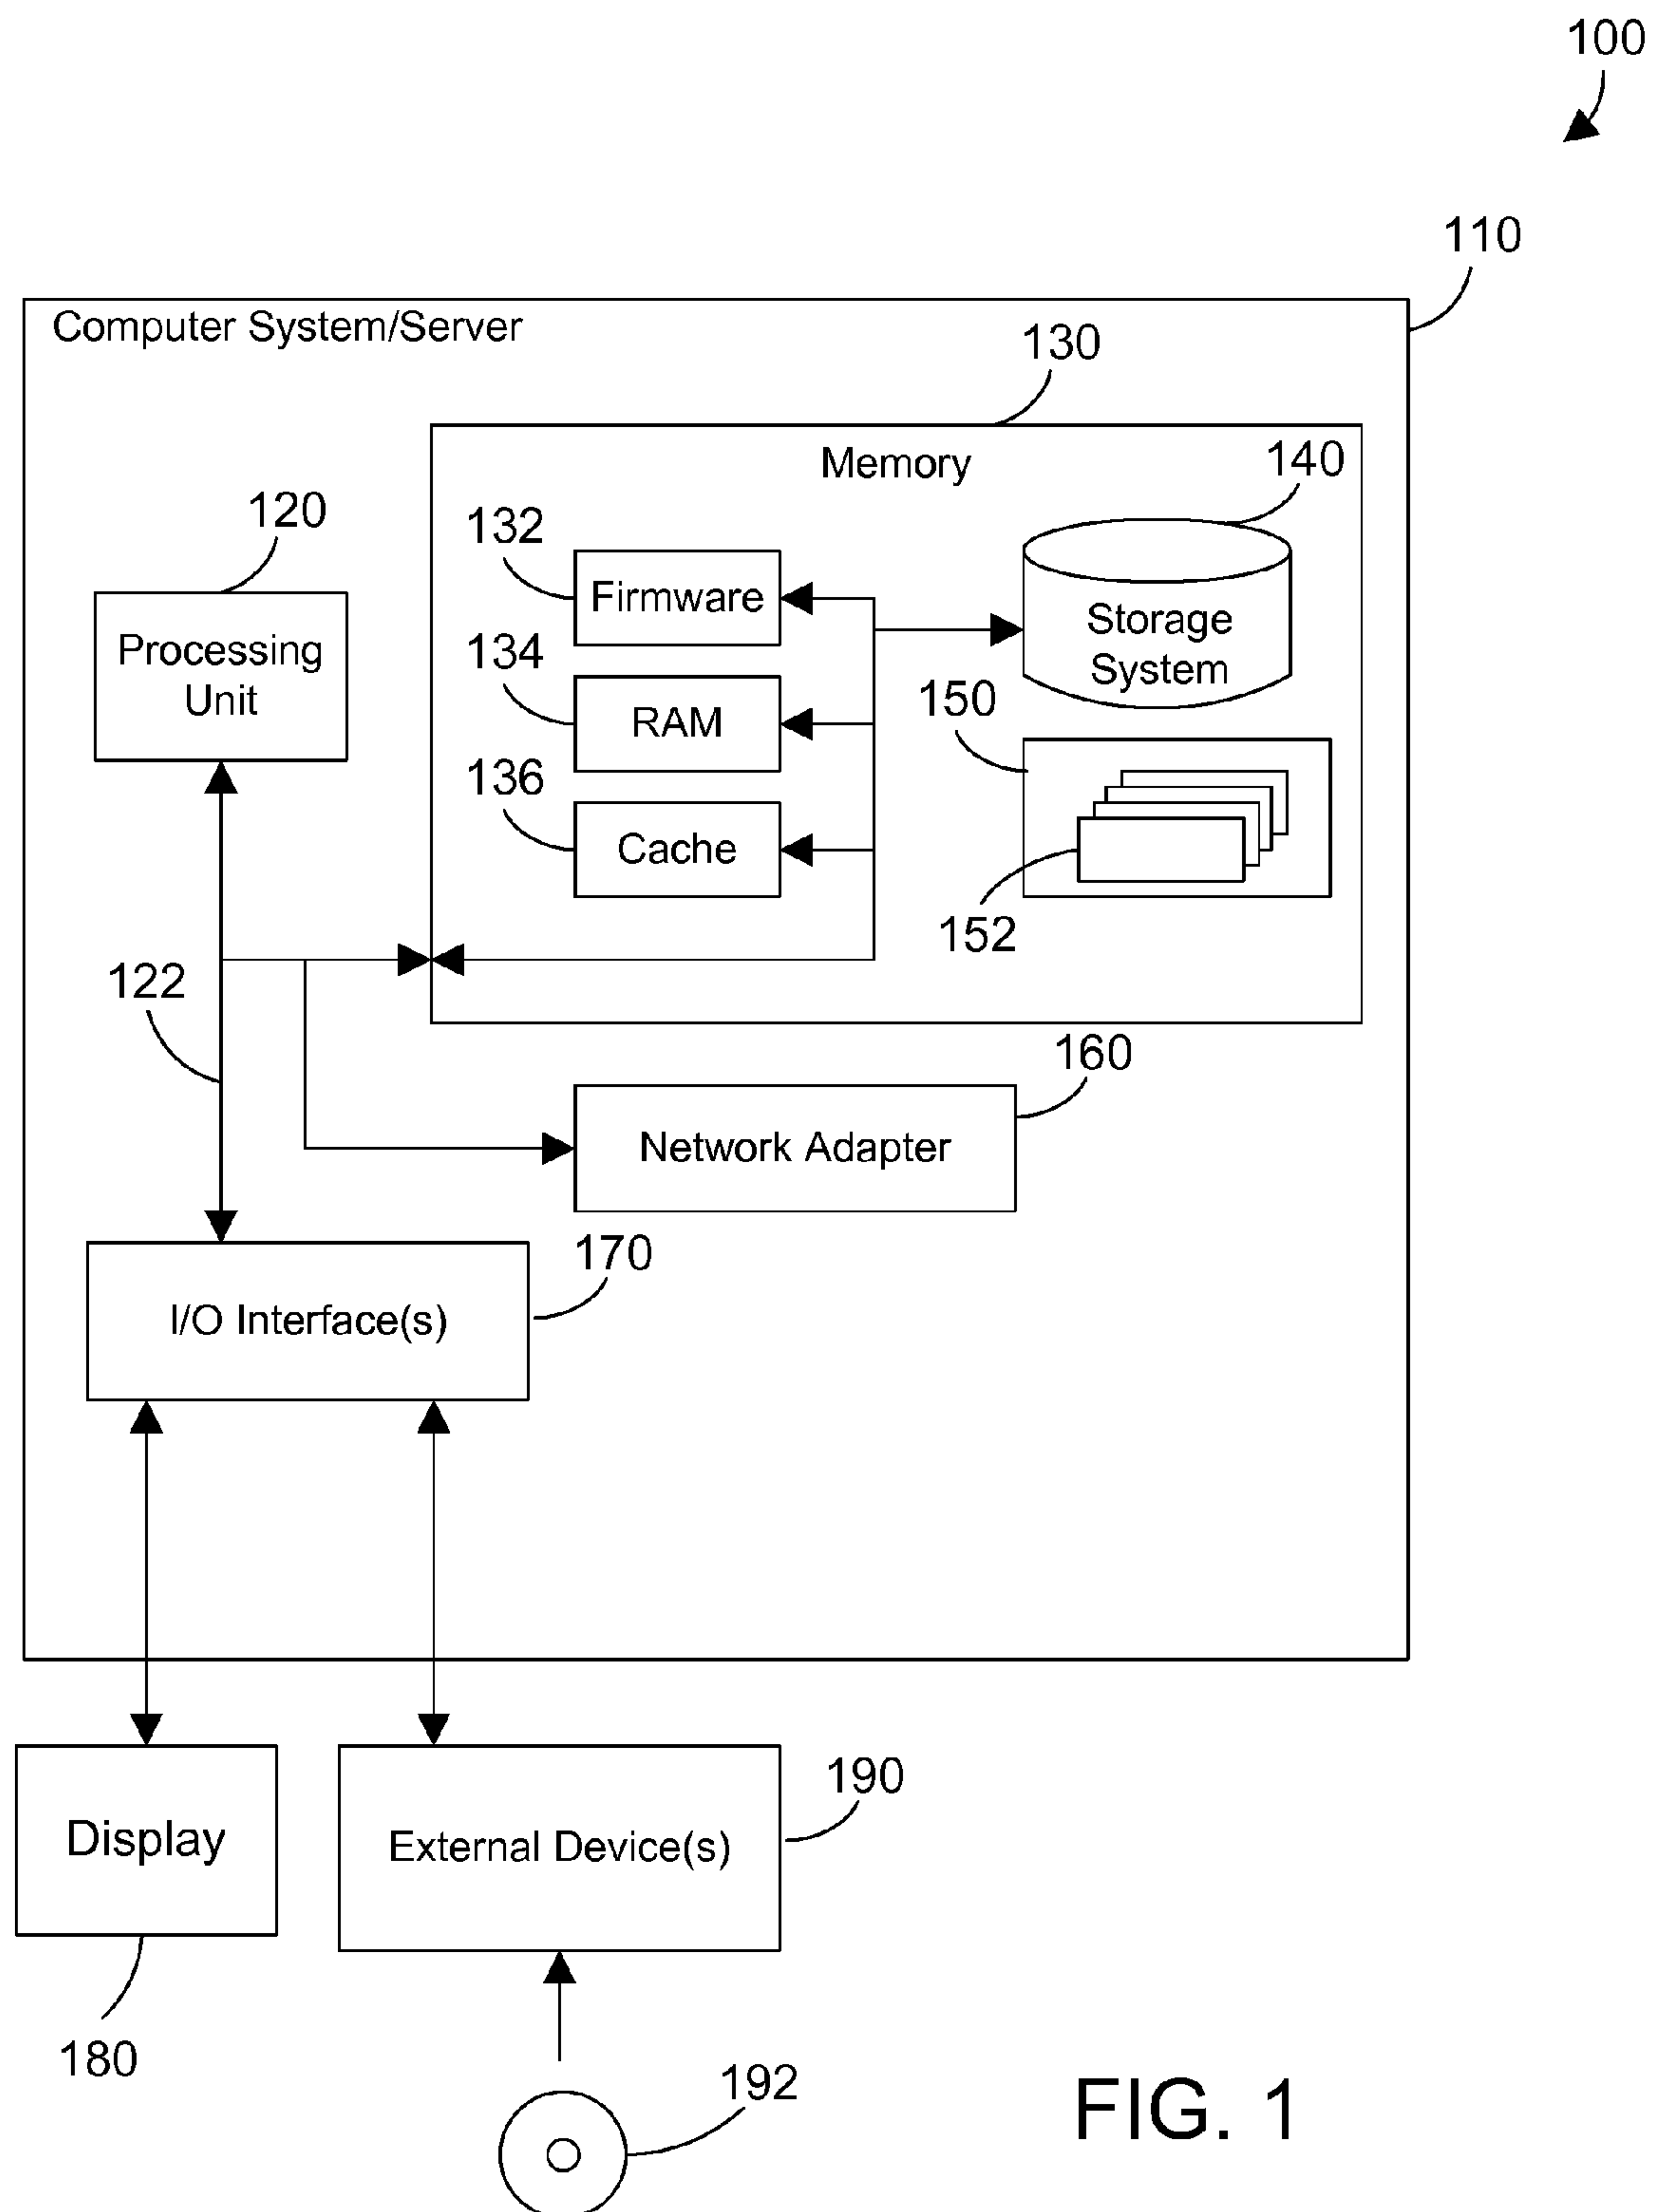 100
110
Computer System/Server
130
Memory
140
120
132
Firmware
Processing
Unit
Storage
System
134
RAM
150
136
Cache
152
122
160
Network Adapter
170
I/O Interface(s)
190
Display
External Device(s)
180
192
FIG. 1